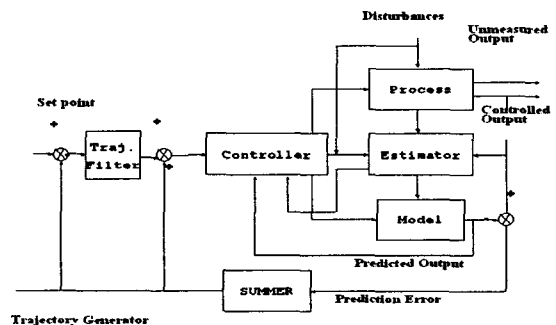 Disturbances
Unmeasured
Output
Process
Set point
Controlled
Output
+
+
Traj.
Filter
+
Controller
Estimator
+
Model
Predicted Output
SUMMER
Prediction Error
Trajectory Generator